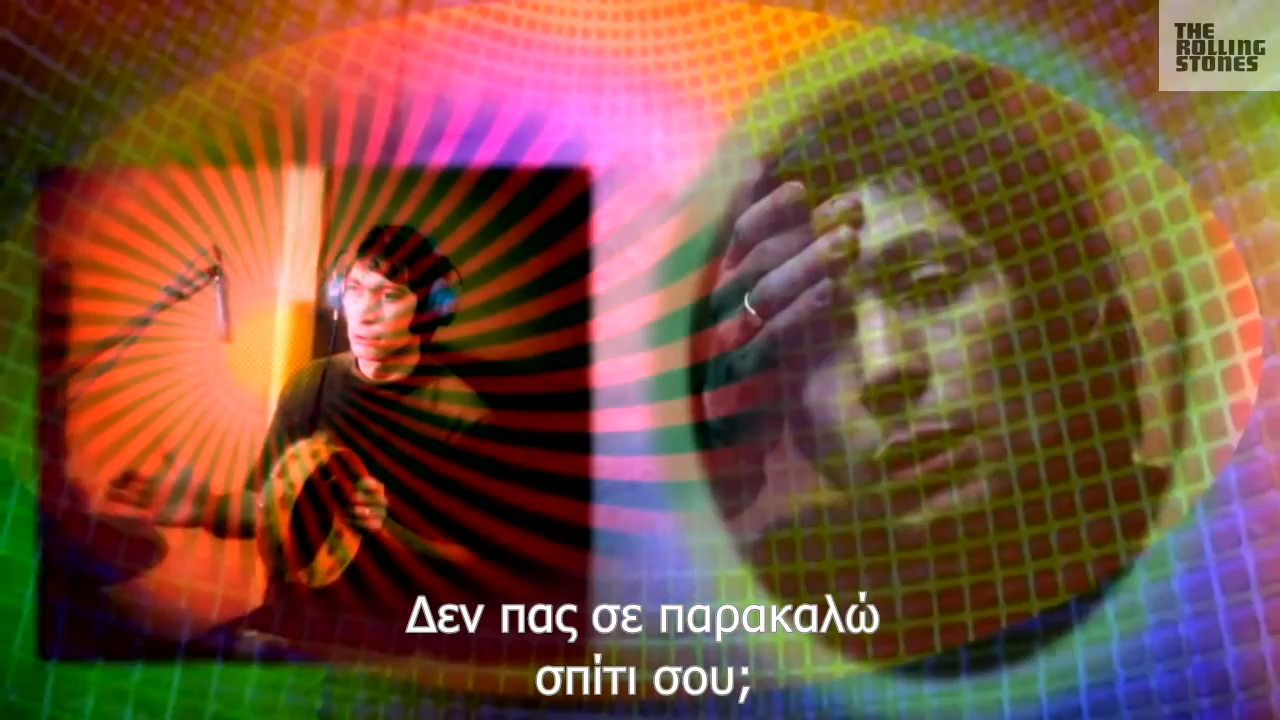 THE
ROLLING
STONES
Δεν πας σε παρακαλώ
σπίτι σου;